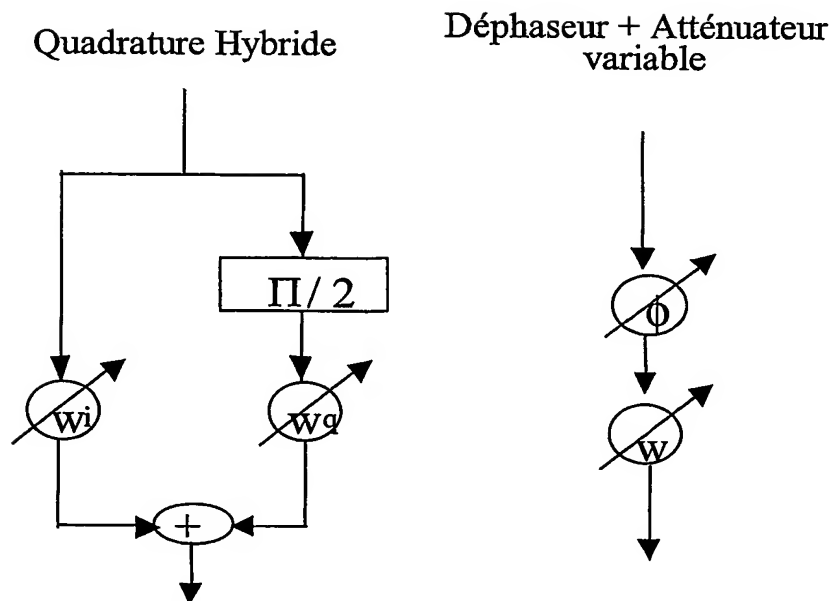 Quadrature Hybride
Déphaseur + Atténuateur
variable
Π/2
ϕ
wi
wq
w
+